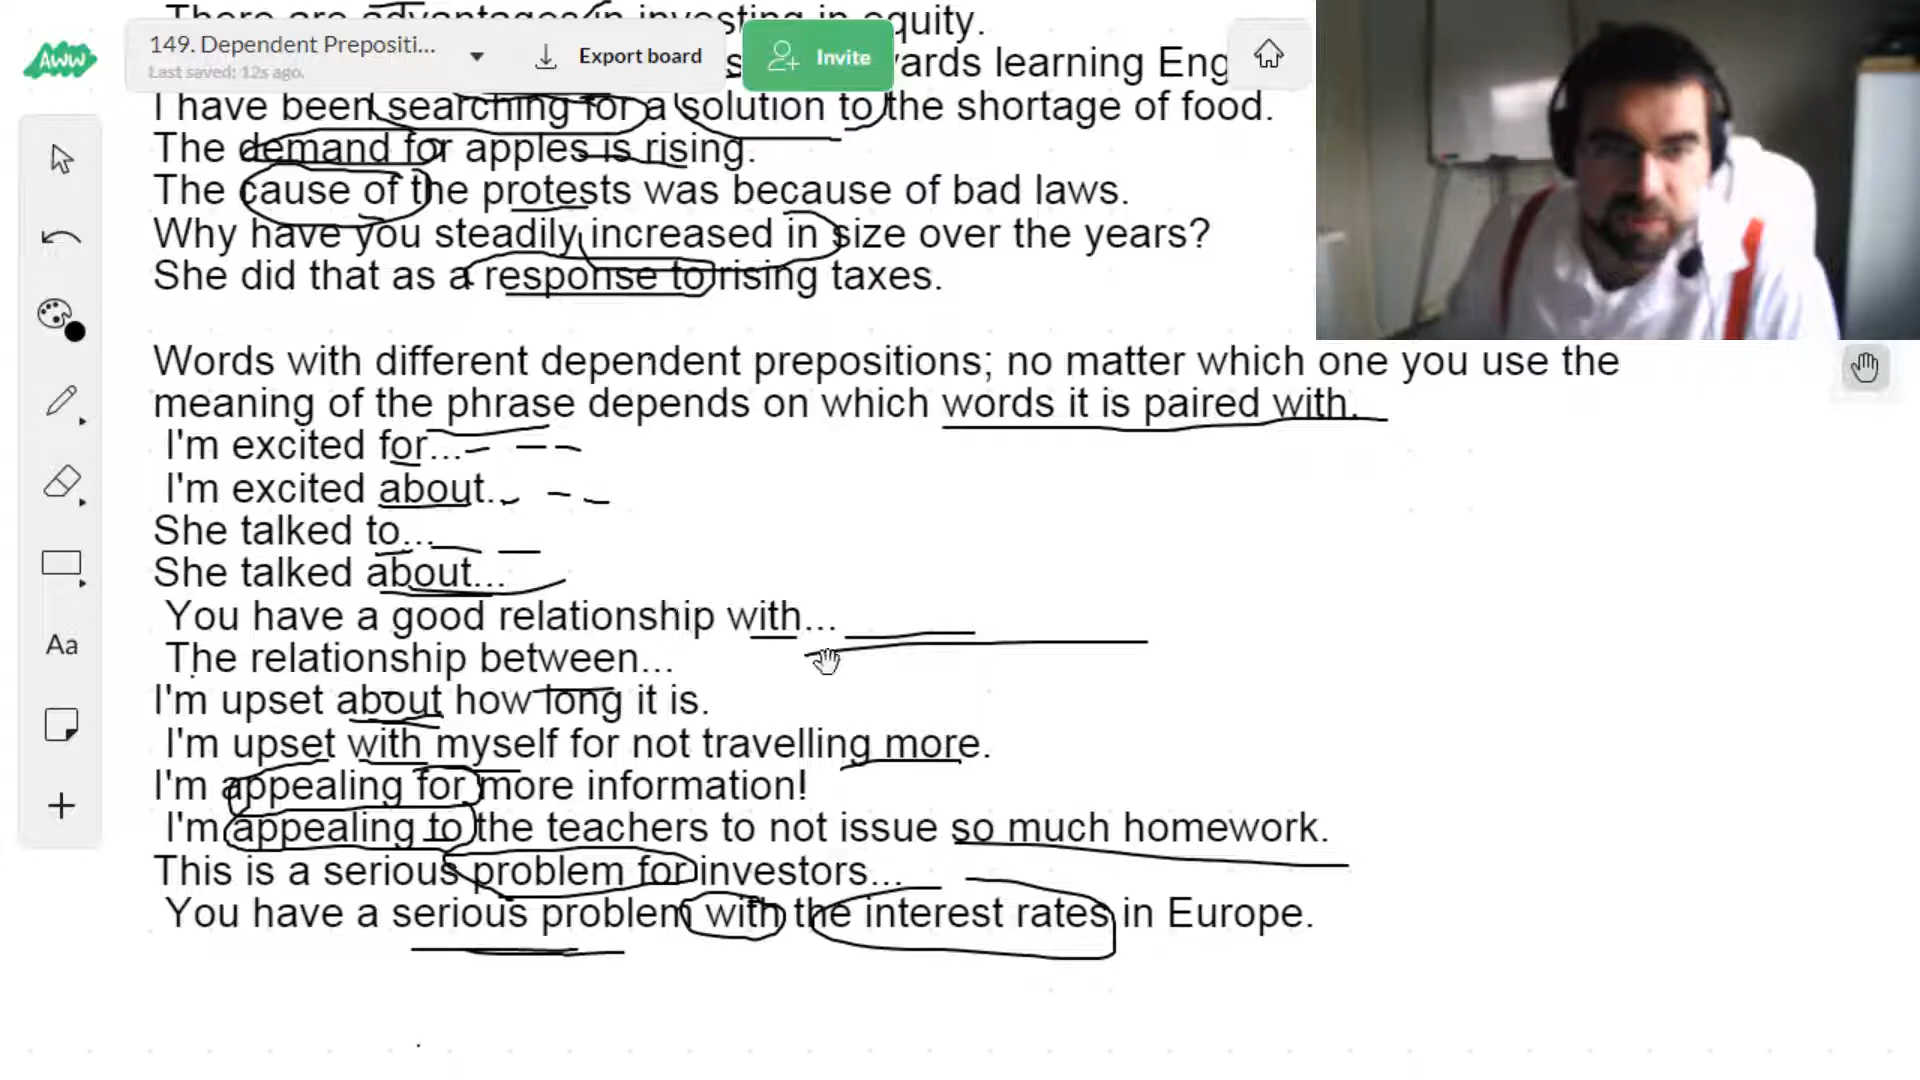 There are advantages in investing in equity.
149. Dependent Prepositi...
Last saved: 12s ago.
Export board
Invite
AWW
wards learning Eng
I have been searching for a solution to the shortage of food.
The demand for apples is rising.
The cause of the protests was because of bad laws.
Why have you steadily increased in size over the years?
She did that as a response to rising taxes.
Words with different dependent prepositions; no matter which one you use the
meaning of the phrase depends on which words it is paired with.
I'm excited for...
I'm excited about...
She talked to...
She talked about...
You have a good relationship with...
The relationship between...
I'm upset about how long it is.
I'm upset with myself for not travelling more.
I'm appealing for more information!
I'm appealing to the teachers to not issue so much homework.
This is a serious problem for investors...
You have a serious problem with the interest rates in Europe.
Aa